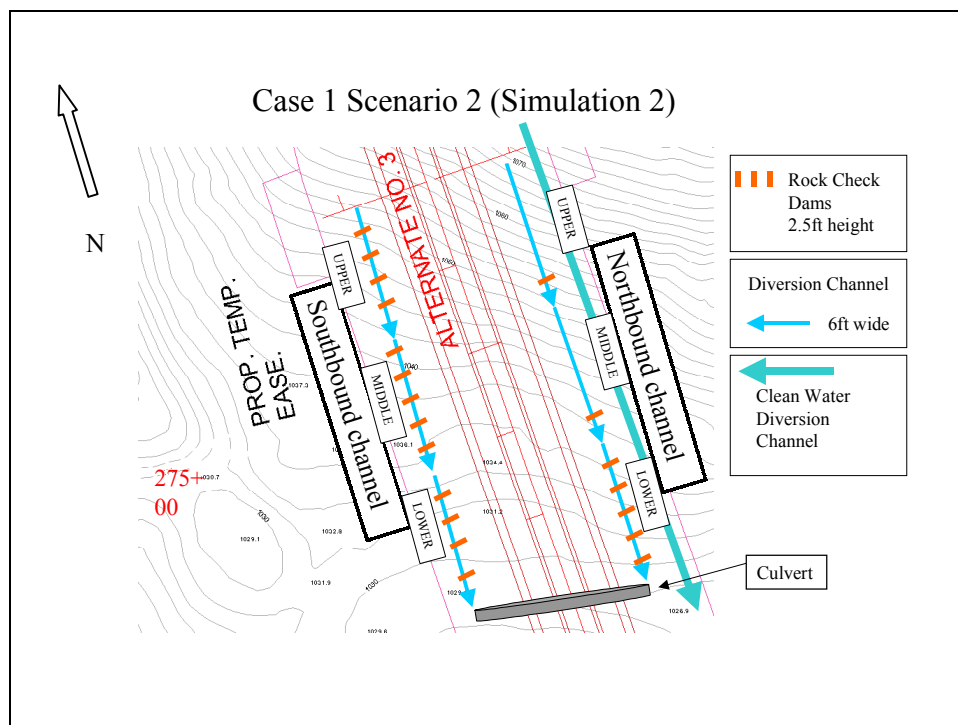 Case 1 Scenario 2 (Simulation 2)
N
1070
1060
ALTERNATE NO. 3
UPPER
UPPER
PROP. TEMP.
EASE.
Southbound channel
Northbound channel
MIDDLE
MIDDLE
1040
1037.3
1036.1
1034.4
275+
00
1030
1029.1
1032.8
1031.2
LOWER
LOWER
1031.9
1030
1029.6
1026.9
Culvert
Rock Check
Dams
2.5ft height
Diversion Channel
6ft wide
Clean Water
Diversion
Channel